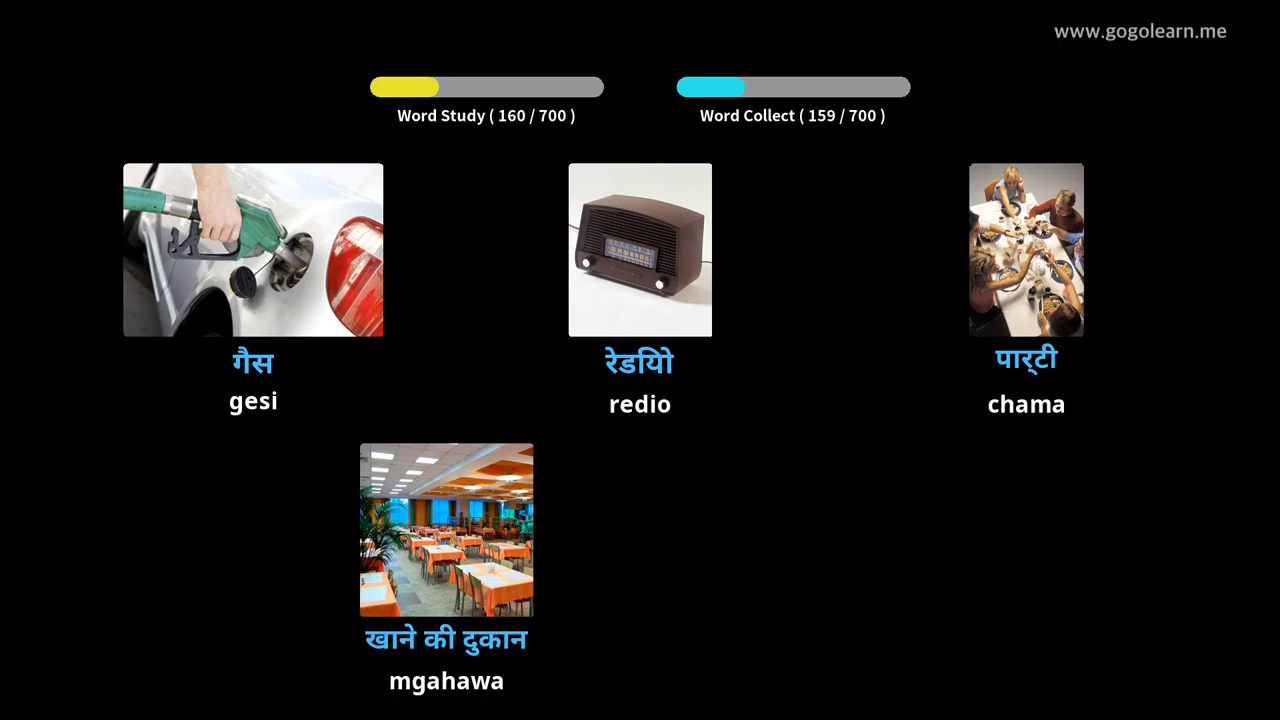 www.gogolearn.me
Word Study ( 160 / 700 )
Word Collect ( 159 / 700 )
गैस
रेडियो
पार्टी
gesi
redio
chama
खाने की दुकान
mgahawa